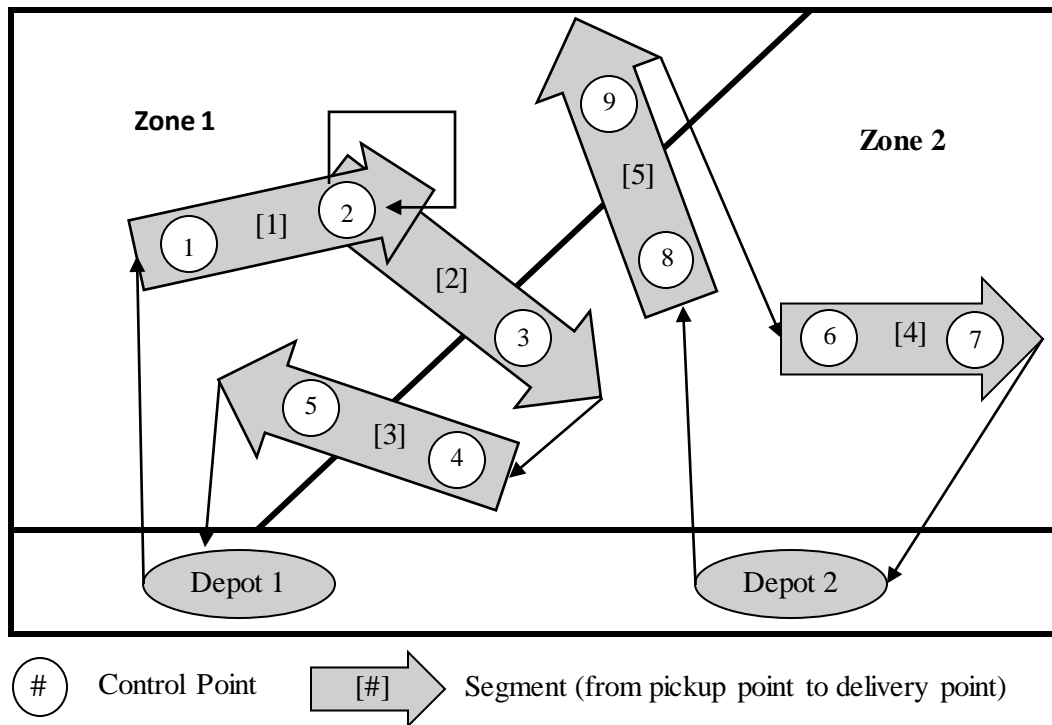 9
Zone 1
Zone 2
[5]
2
[1]
1
8
[2]
3
6
[4]
7
5
[3]
4
Depot 1
Depot 2
# Control Point [#] Segment (from pickup point to delivery point)